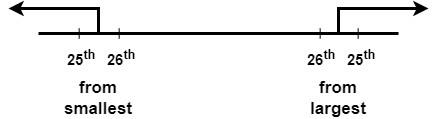 25th 26th 26th 25th
from from
smallest largest